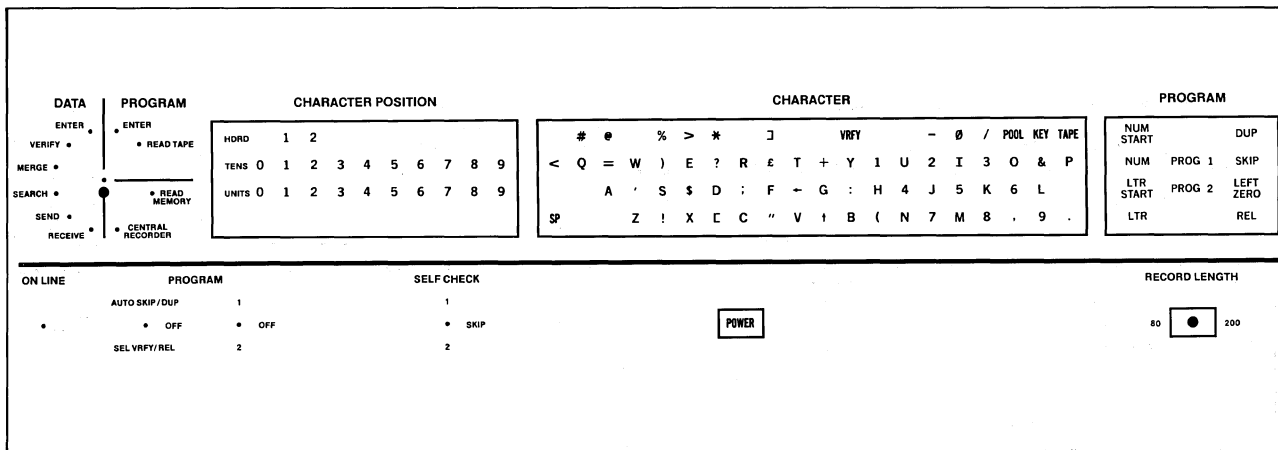 DATA PROGRAM
ENTER ENTER
VERIFY READ TAPE
MERGE
SEARCH READ MEMORY
SEND
RECEIVE CENTRAL RECORDER
CHARACTER POSITION
HDRD 1 2
TENS 0 1 2 3 4 5 6 7 8 9
UNITS 0 1 2 3 4 5 6 7 8 9
CHARACTER
# @ % > * ] VRFY - Ø / POOL KEY TAPE
< Q = W ) E ? R £ T + Y 1 U 2 I 3 O & P
A ' S $ D ; F ← G : H 4 J 5 K 6 L
SP Z ! X [ C " V † B ( N 7 M 8 , 9 .
PROGRAM
NUM START DUP
NUM PROG 1 SKIP
LTR START PROG 2 LEFT ZERO
LTR REL
ON LINE PROGRAM SELF CHECK RECORD LENGTH
AUTO SKIP/DUP 1 1
OFF OFF SKIP POWER 80 200
SEL VRFY/REL 2 2